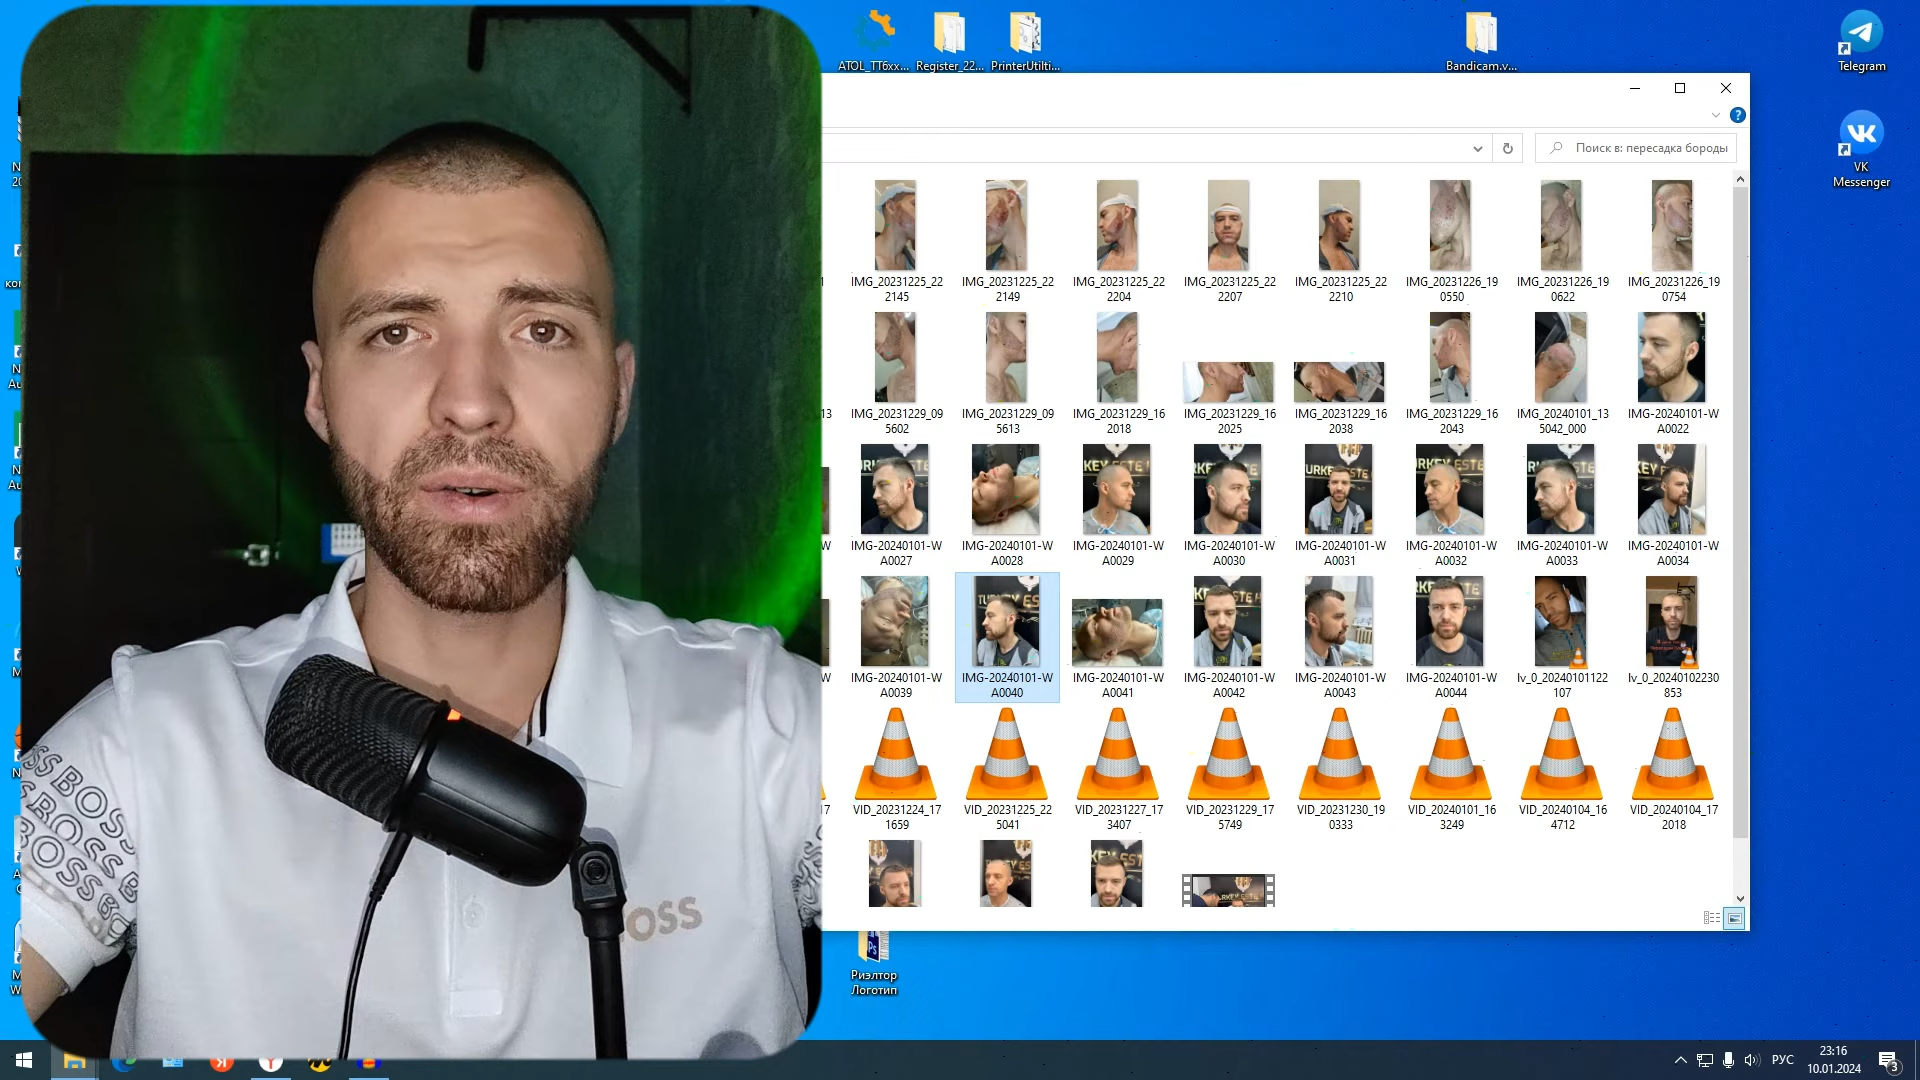 ATOL_TT6xx...
Register_22...
PrinterUtilti...
Bandicam.v...
Telegram
VK
Messenger
Поиск в: пересадка бороды
IMG_20231225_22
2145
IMG_20231225_22
2149
IMG_20231225_22
2204
IMG_20231225_22
2207
IMG_20231225_22
2210
IMG_20231226_19
0550
IMG_20231226_19
0622
IMG_20231226_19
0754
IMG_20231229_09
5602
IMG_20231229_09
5613
IMG_20231229_16
2018
IMG_20231229_16
2025
IMG_20231229_16
2038
IMG_20231229_16
2043
IMG_20240101_13
5042_000
IMG-20240101-W
A0022
IMG-20240101-W
A0027
IMG-20240101-W
A0028
IMG-20240101-W
A0029
IMG-20240101-W
A0030
IMG-20240101-W
A0031
IMG-20240101-W
A0032
IMG-20240101-W
A0033
IMG-20240101-W
A0034
IMG-20240101-W
A0039
IMG-20240101-W
A0040
IMG-20240101-W
A0041
IMG-20240101-W
A0042
IMG-20240101-W
A0043
IMG-20240101-W
A0044
lv_0_20240101122
107
lv_0_20240102230
853
VID_20231224_17
1659
VID_20231225_22
5041
VID_20231227_17
3407
VID_20231229_17
5749
VID_20231230_19
0333
VID_20240101_16
3249
VID_20240104_16
4712
VID_20240104_17
2018
BOSS
BOSS
BOSS
OSS
Риэлтор
Логотип
РУС
23:16
10.01.2024
3